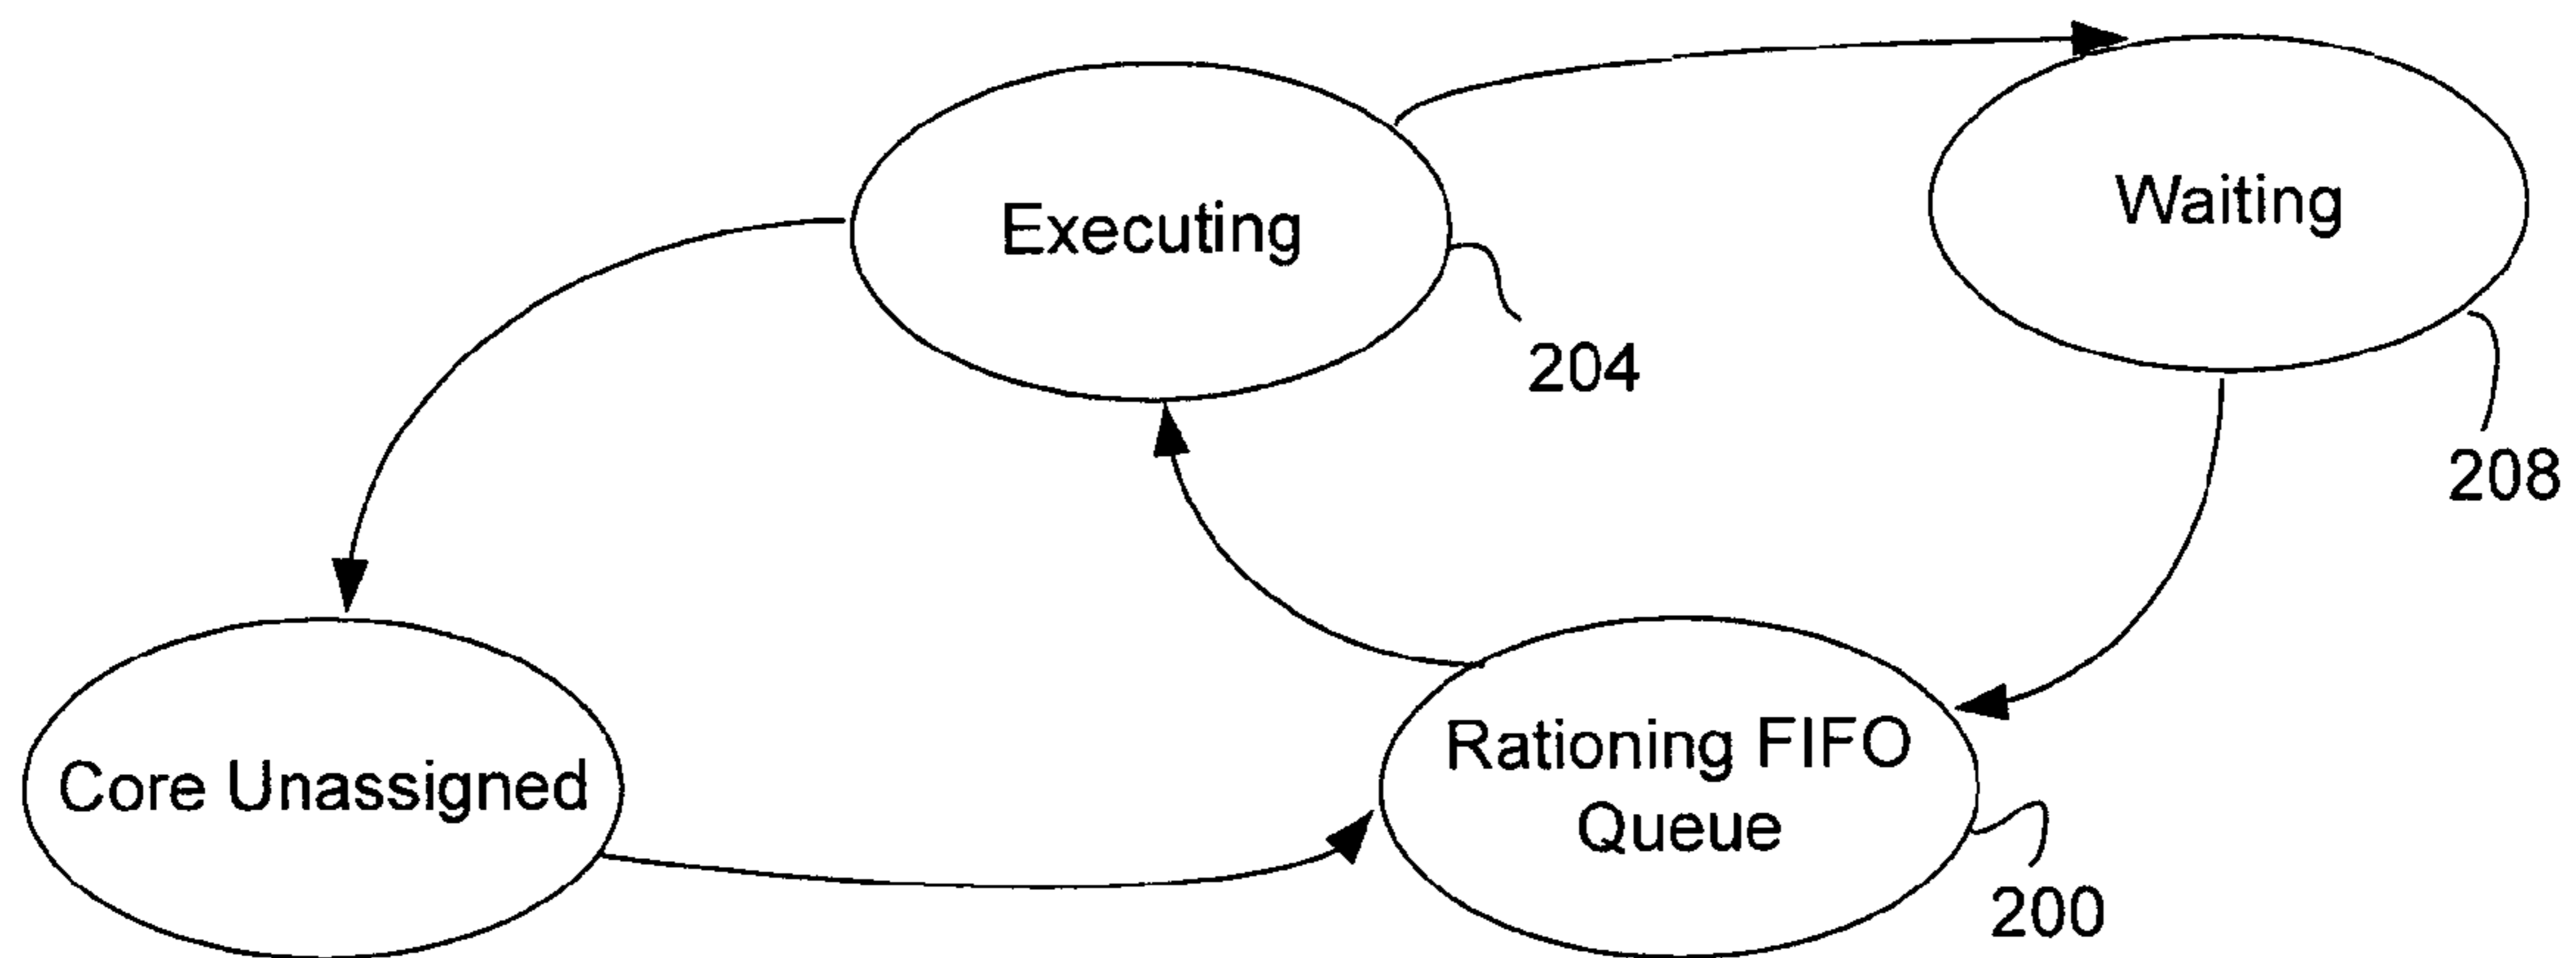 Executing
Waiting
204
208
Core Unassigned
Rationing FIFO
Queue
200